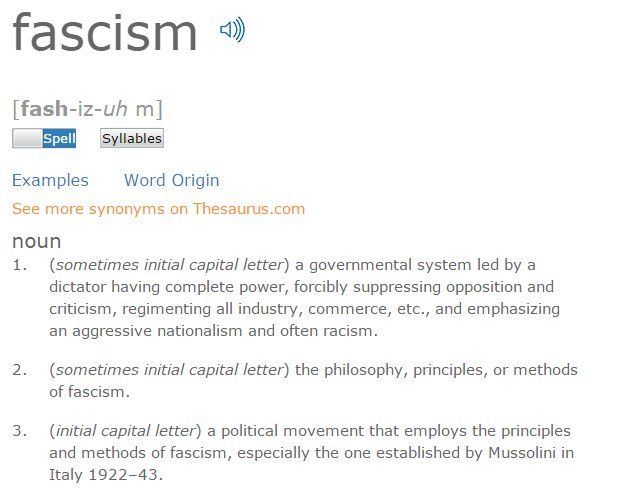 fascism
[fash-iz-uh m]
Spell Syllables
Examples Word Origin
See more synonyms on Thesaurus.com
noun
1. (sometimes initial capital letter) a governmental system led by a
dictator having complete power, forcibly suppressing opposition and
criticism, regimenting all industry, commerce, etc., and emphasizing
an aggressive nationalism and often racism.
2. (sometimes initial capital letter) the philosophy, principles, or methods
of fascism.
3. (initial capital letter) a political movement that employs the principles
and methods of fascism, especially the one established by Mussolini in
Italy 1922–43.